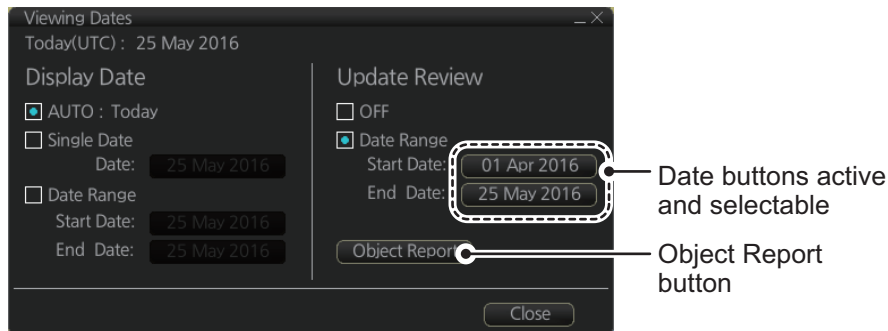 Viewing Dates
Today(UTC) : 25 May 2016
Display Date
AUTO : Today
Single Date
Date: 25 May 2016
Date Range
Start Date: 25 May 2016
End Date: 25 May 2016
Update Review
OFF
Date Range
Start Date: 01 Apr 2016
End Date: 25 May 2016
Object Report
Close
Date buttons active
and selectable
Object Report
button